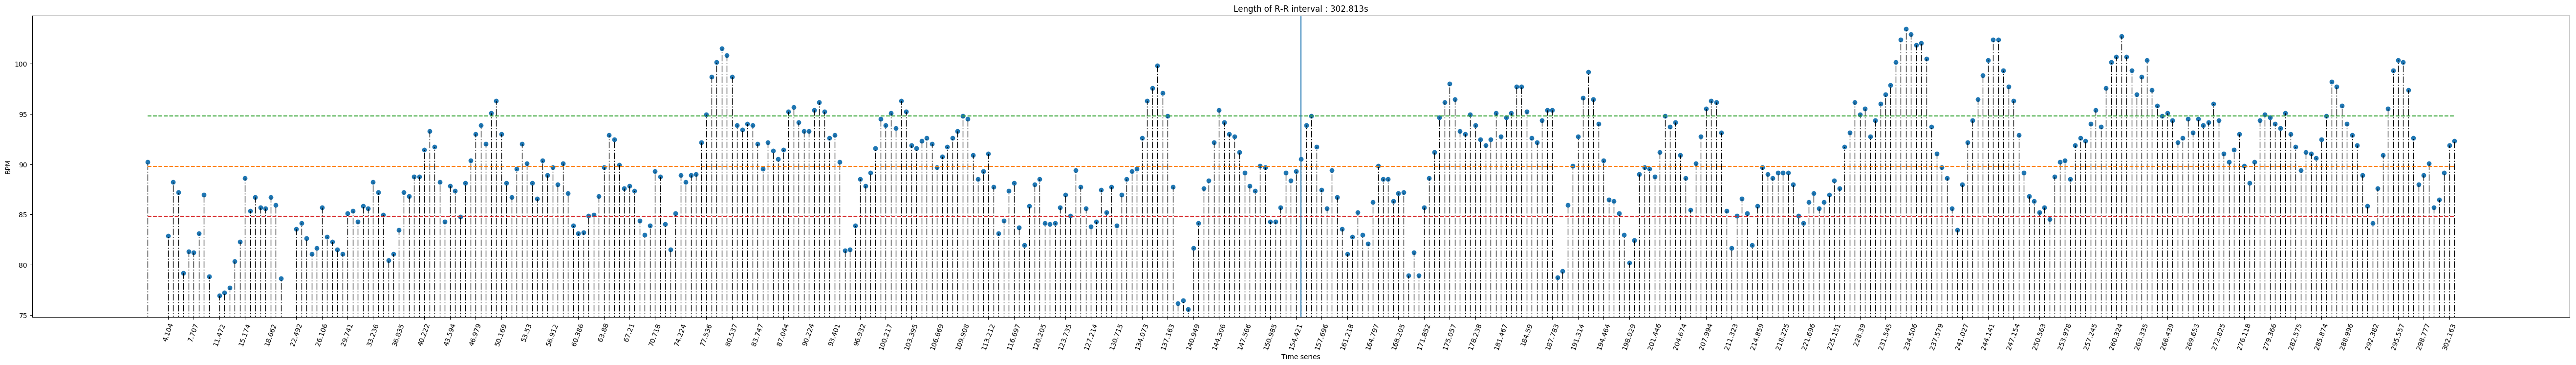 Length of R-R interval : 302.813s
BPM
100
95
90
85
80
75
4.104 7.707 11.472 15.174 18.662 22.492 26.106 29.741 33.236 36.835 40.222 43.594 46.979 50.169 53.53 56.912 60.386 63.88 67.21 70.718 74.224 77.536 80.537 83.747 87.044 90.224 93.401 96.932 100.217 103.395 106.669 109.908 113.212 116.697 120.205 123.735 127.214 130.715 134.073 137.163 140.949 144.306 147.566 150.985 154.421 157.696 161.218 164.797 168.205 171.852 175.057 178.238 181.467 184.59 187.783 191.314 194.464 198.029 201.446 204.674 207.994 211.323 214.859 218.225 221.696 225.151 228.39 231.545 234.506 237.579 241.027 244.141 247.154 250.563 253.978 257.245 260.324 263.335 266.439 269.653 272.825 276.118 279.366 282.575 285.874 288.996 292.382 295.557 298.777 302.163
Time series